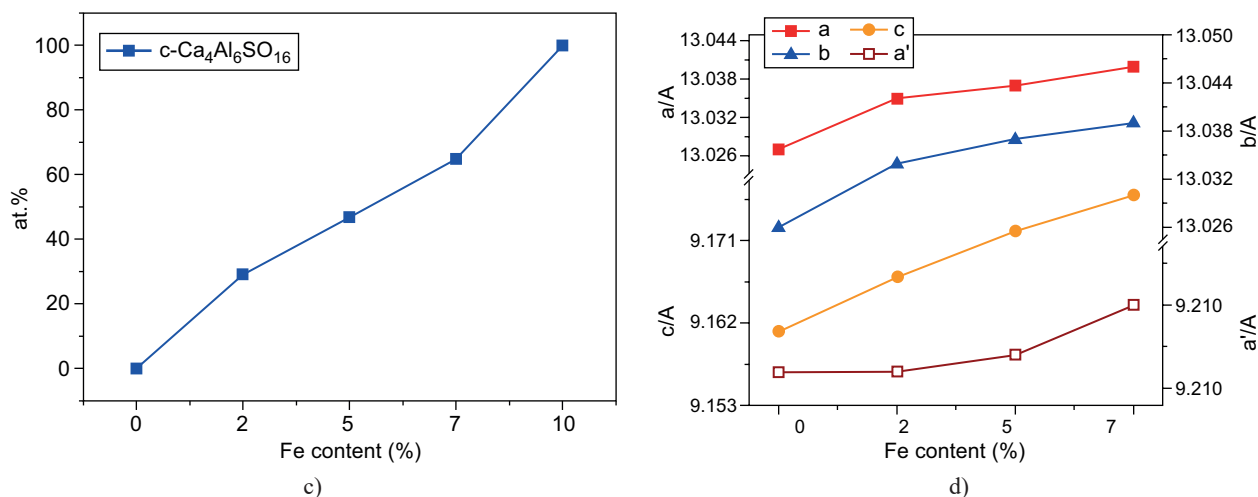 c-Ca4Al6SO16
100
80
60
40
20
0
at.%
0 2 5 7 10
Fe content (%)
c)
a c
b a'
13.044
13.038
13.032
13.026
a/A
9.171
9.162
9.153
c/A
13.050
13.044
13.038
13.032
13.026
b/A
9.210
9.210
a'/A
0 2 5 7
Fe content (%)
d)